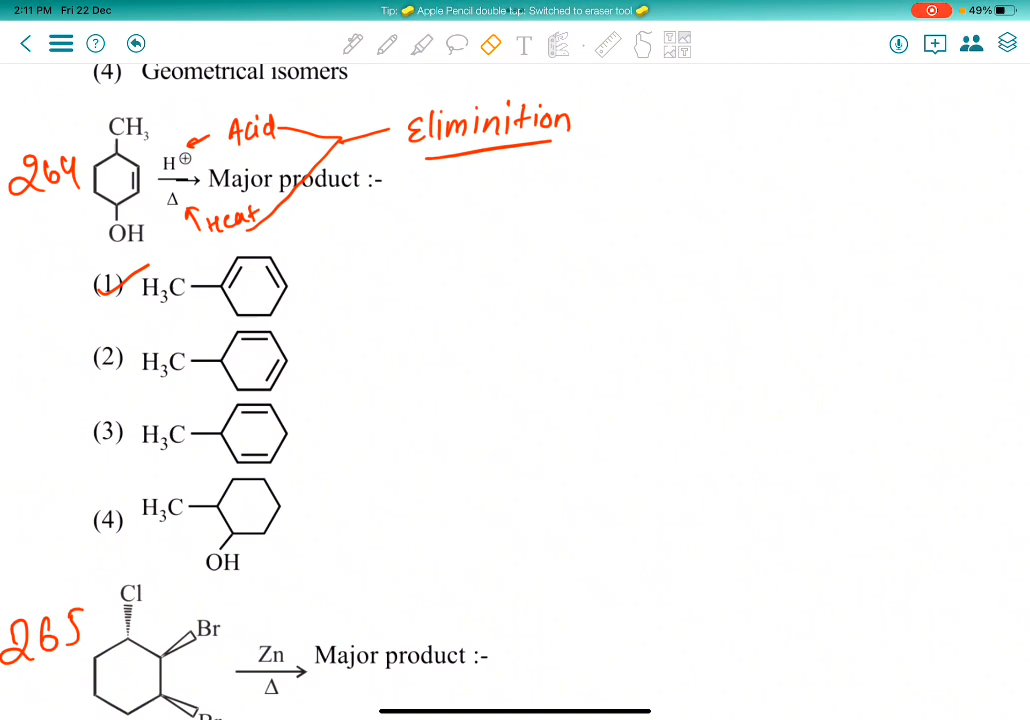 2:11 PM Fri 22 Dec
Tip: Apple Pencil double tap: Switched to eraser tool
49%
(4) Geometrical isomers
CH3
264
H⊕
Δ
OH
Acid
Heat
Eliminition
→ Major product :-
(1) H3C
(2) H3C
(3) H3C
(4) H3C
OH
265
Cl
Br
Br
Zn
Δ
Major product :-